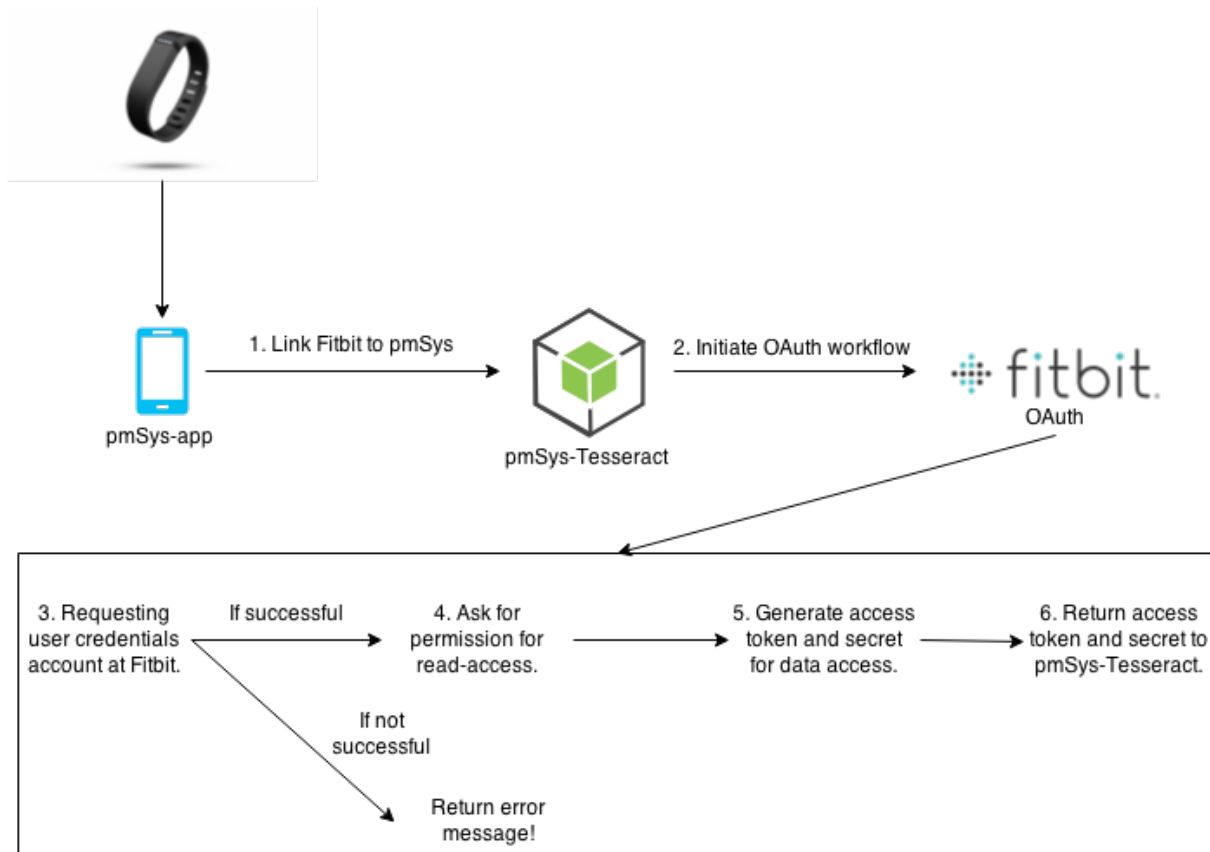 1. Link Fitbit to pmSys
2. Initiate OAuth workflow
fitbit.
OAuth
pmSys-app
pmSys-Tesseract
3. Requesting
user credentials
account at Fitbit.
If successful
4. Ask for
permission for
read-access.
5. Generate access
token and secret
for data access.
6. Return access
token and secret to
pmSys-Tesseract.
If not
successful
Return error
message!